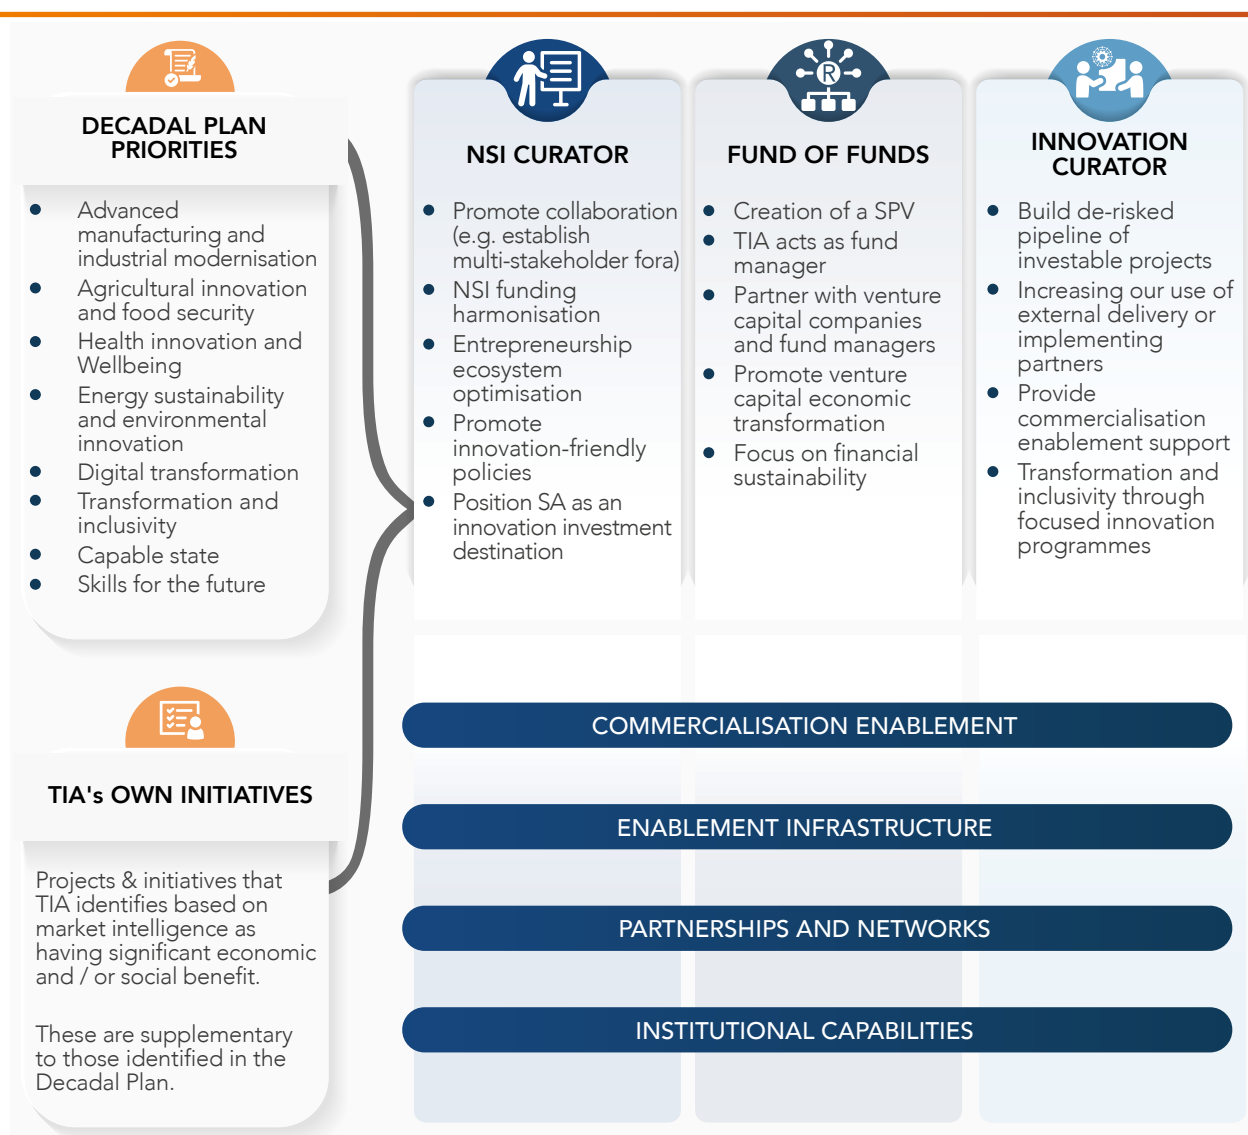 DECADAL PLAN
PRIORITIES
Advanced
manufacturing and
industrial modernisation
Agricultural innovation
and food security
Health innovation and
Wellbeing
Energy sustainability
and environmental
innovation
Digital transformation
Transformation and
inclusivity
Capable state
Skills for the future
TIA's OWN INITIATIVES
Projects & initiatives that
TIA identifies based on
market intelligence as
having significant economic
and / or social benefit.
These are supplementary
to those identified in the
Decadal Plan.
NSI CURATOR
Promote collaboration
(e.g. establish
multi-stakeholder fora)
NSI funding
harmonisation
Entrepreneurship
ecosystem
optimisation
Promote
innovation-friendly
policies
Position SA as an
innovation investment
destination
R
FUND OF FUNDS
Creation of a SPV
TIA acts as fund
manager
Partner with venture
capital companies
and fund managers
Promote venture
capital economic
transformation
Focus on financial
sustainability
INNOVATION
CURATOR
Build de-risked
pipeline of
investable projects
Increasing our use of
external delivery or
implementing
partners
Provide
commercialisation
enablement support
Transformation and
inclusivity through
focused innovation
programmes
COMMERCIALISATION ENABLEMENT
ENABLEMENT INFRASTRUCTURE
PARTNERSHIPS AND NETWORKS
INSTITUTIONAL CAPABILITIES